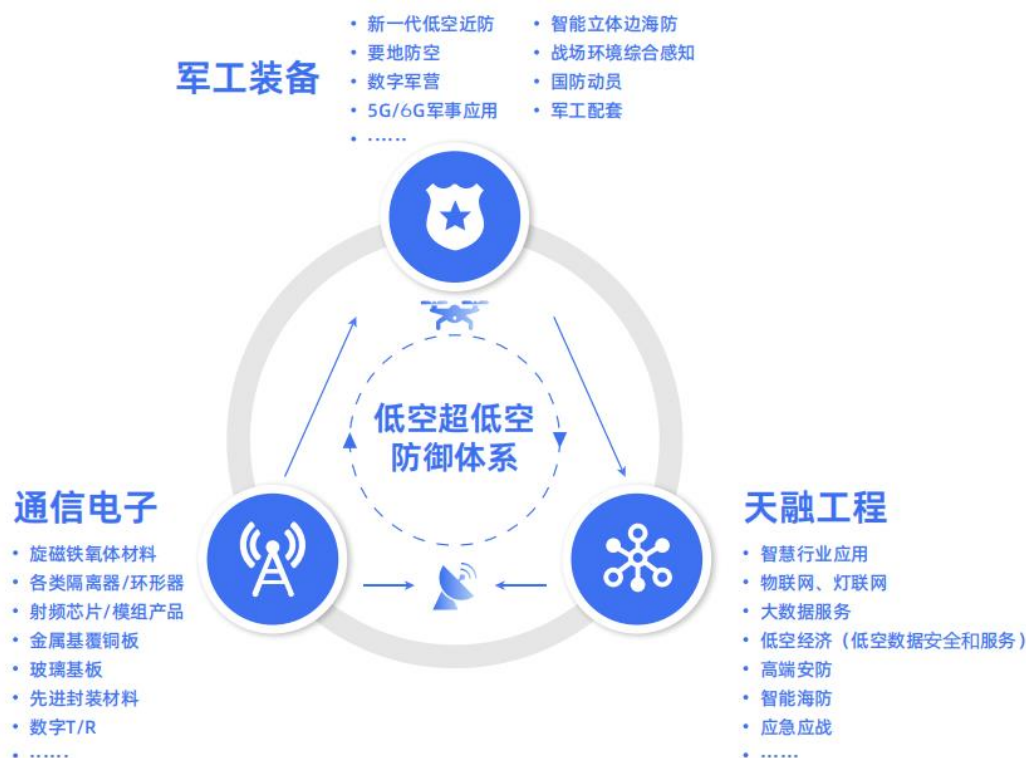 军工装备
• 新一代低空近防
• 要地防空
• 数字军营
• 5G/6G军事应用
• ······
• 智能立体边海防
• 战场环境综合感知
• 国防动员
• 军工配套
低空超低空
防御体系
通信电子
• 旋磁铁氧体材料
• 各类隔离器/环形器
• 射频芯片/模组产品
• 金属基覆铜板
• 玻璃基板
• 先进封装材料
• 数字T/R
• ······
天融工程
• 智慧行业应用
• 物联网、灯联网
• 大数据服务
• 低空经济（低空数据安全和服务）
• 高端安防
• 智能海防
• 应急应战
• ······